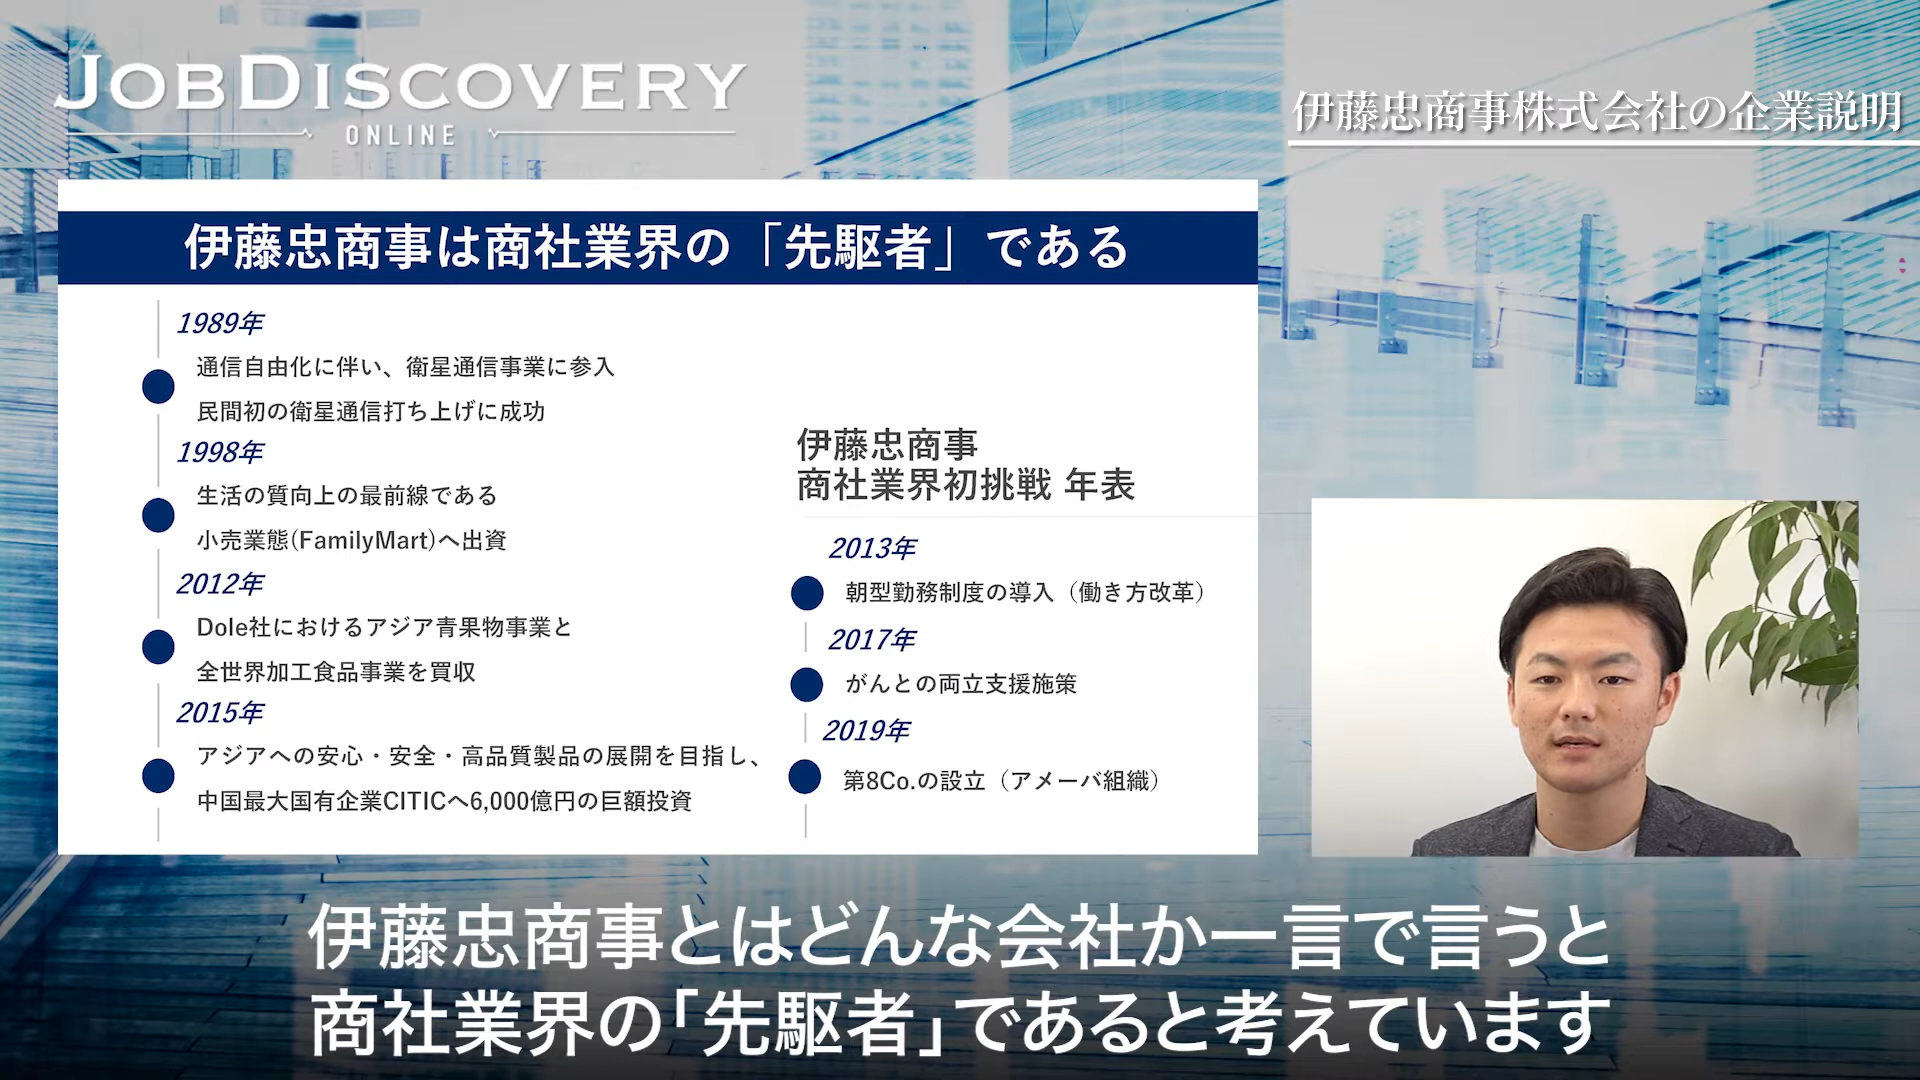 JOBDISCOVERY
ONLINE
伊藤忠商事株式会社の企業説明
伊藤忠商事は商社業界の「先駆者」である
1989年
通信自由化に伴い、衛星通信事業に参入
民間初の衛星通信打ち上げに成功
1998年
生活の質向上の最前線である
小売業態(FamilyMart)へ出資
2012年
Dole社におけるアジア青果物事業と
全世界加工食品事業を買収
2015年
アジアへの安心・安全・高品質製品の展開を目指し、
中国最大国有企業CITICへ6,000億円の巨額投資
伊藤忠商事
商社業界初挑戦 年表
2013年
朝型勤務制度の導入（働き方改革）
2017年
がんとの両立支援施策
2019年
第8Co.の設立（アメーバ組織）
伊藤忠商事とはどんな会社か一言で言うと
商社業界の「先駆者」であると考えています